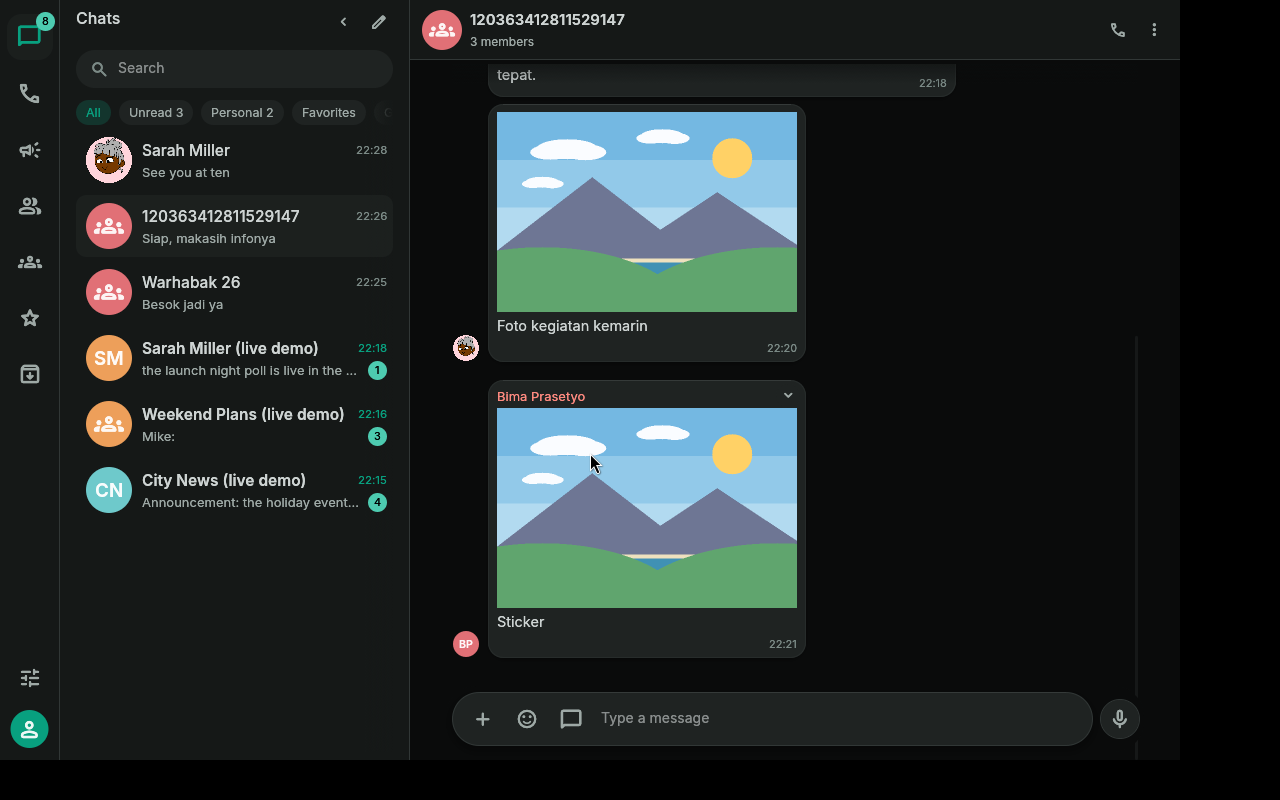 8
Chats
Search
All
Unread 3
Personal 2
Favorites
Sarah Miller
22:28
See you at ten
120363412811529147
22:26
Siap, makasih infonya
Warhabak 26
22:25
Besok jadi ya
SM
Sarah Miller (live demo)
22:18
the launch night poll is live in the ...
1
Weekend Plans (live demo)
22:16
Mike:
3
CN
City News (live demo)
22:15
Announcement: the holiday event...
4
120363412811529147
3 members
tepat.
22:18
Foto kegiatan kemarin
22:20
Bima Prasetyo
Sticker
22:21
BP
Type a message